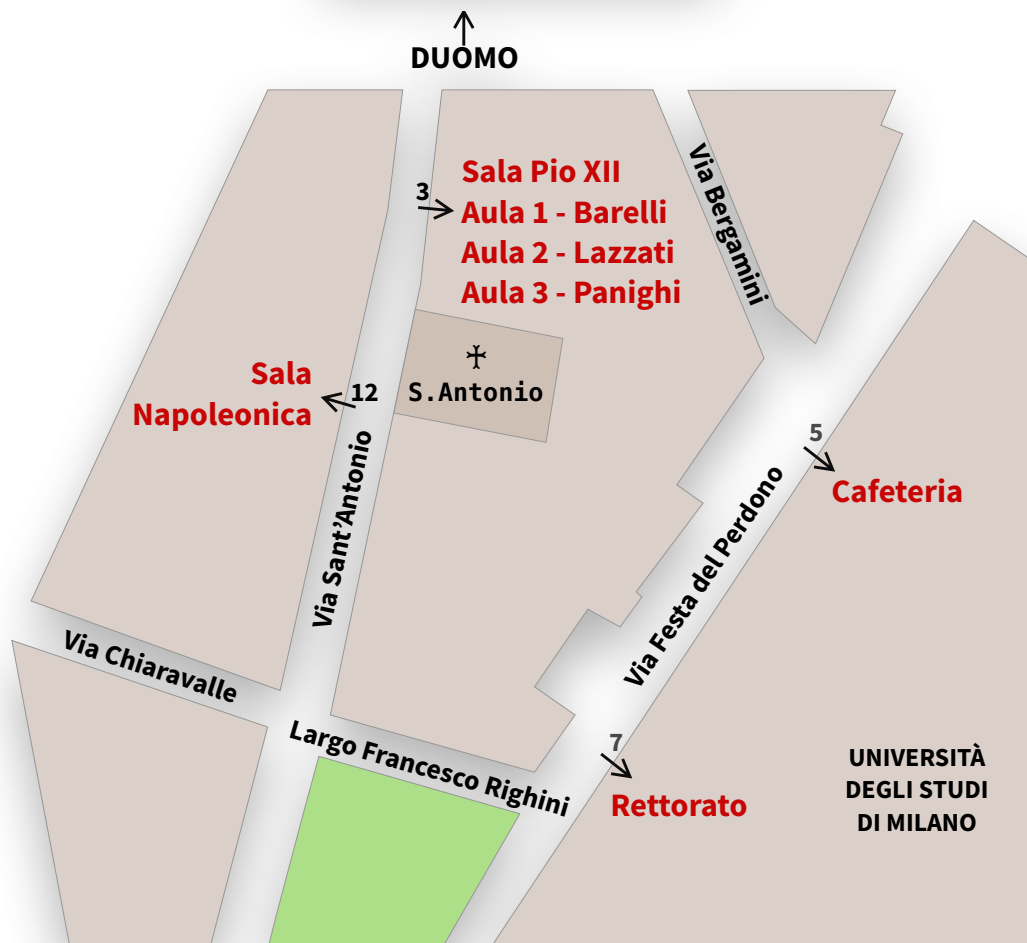 DUOMO
Via Bergamini
3
Sala Pio XII
Aula 1 - Barelli
Aula 2 - Lazzati
Aula 3 - Panighi
S.Antonio
12
Sala
Napoleonica
5
Cafeteria
Via Sant'Antonio
Via Festa del Perdono
Via Chiaravalle
Largo Francesco Righini
7
Rettorato
UNIVERSITÀ
DEGLI STUDI
DI MILANO